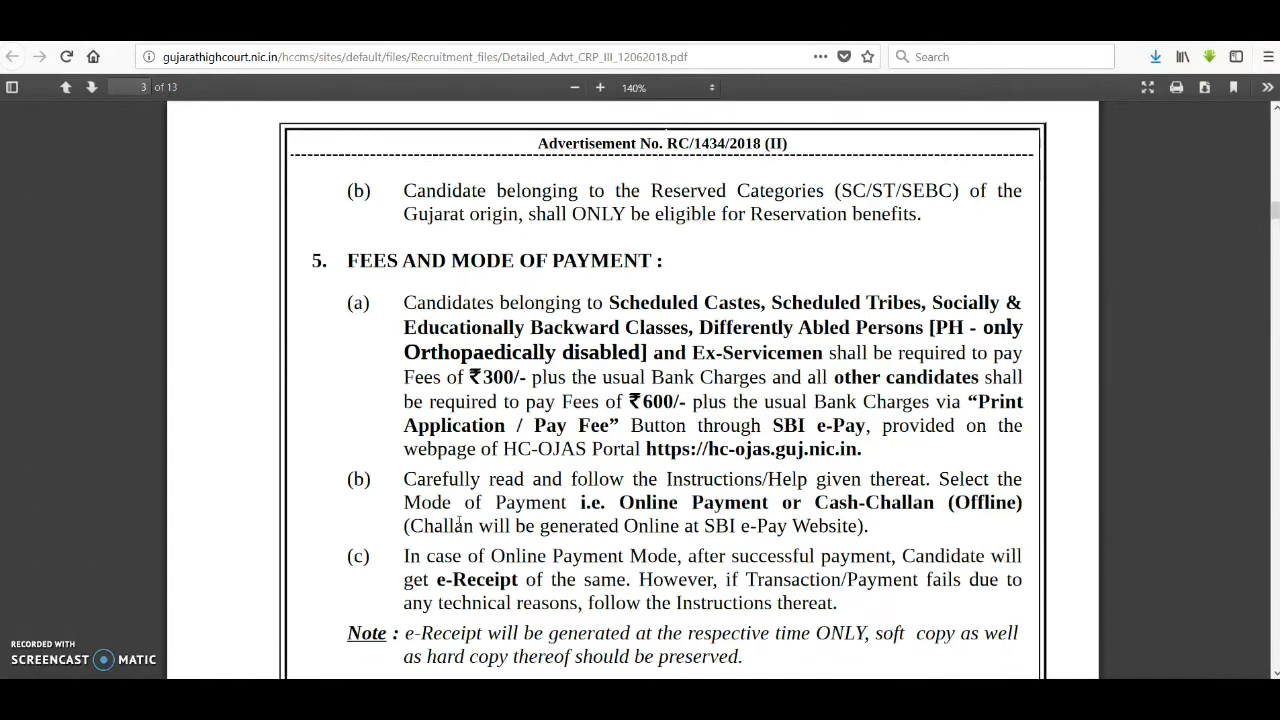 gujarathighcourt.nic.in/hccms/sites/default/files/Recruitment_files/Detailed_Advt_CRP_III_12062018.pdf
Search
3 of 13
140%
Advertisement No. RC/1434/2018 (II)
(b) Candidate belonging to the Reserved Categories (SC/ST/SEBC) of the
Gujarat origin, shall ONLY be eligible for Reservation benefits.
5. FEES AND MODE OF PAYMENT :
(a) Candidates belonging to Scheduled Castes, Scheduled Tribes, Socially &
Educationally Backward Classes, Differently Abled Persons [PH - only
Orthopaedically disabled] and Ex-Servicemen shall be required to pay
Fees of ₹300/- plus the usual Bank Charges and all other candidates shall
be required to pay Fees of ₹600/- plus the usual Bank Charges via “Print
Application / Pay Fee” Button through SBI e-Pay, provided on the
webpage of HC-OJAS Portal https://hc-ojas.guj.nic.in.
(b) Carefully read and follow the Instructions/Help given thereat. Select the
Mode of Payment i.e. Online Payment or Cash-Challan (Offline)
(Challan will be generated Online at SBI e-Pay Website).
(c) In case of Online Payment Mode, after successful payment, Candidate will
get e-Receipt of the same. However, if Transaction/Payment fails due to
any technical reasons, follow the Instructions thereat.
Note : e-Receipt will be generated at the respective time ONLY, soft copy as well
as hard copy thereof should be preserved.
RECORDED WITH
SCREENCAST MATIC